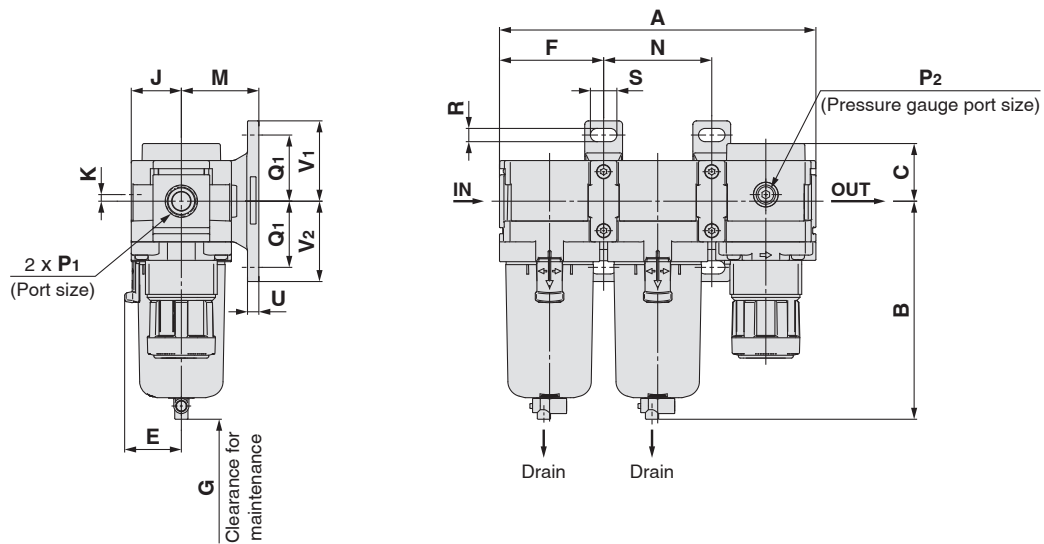 A
F
N
J
M
S
P2
(Pressure gauge port size)
R
K
Q1
V1
C
IN
OUT
Q1
V2
2 x P1
(Port size)
U
B
E
G
Clearance for
maintenance
Drain
Drain